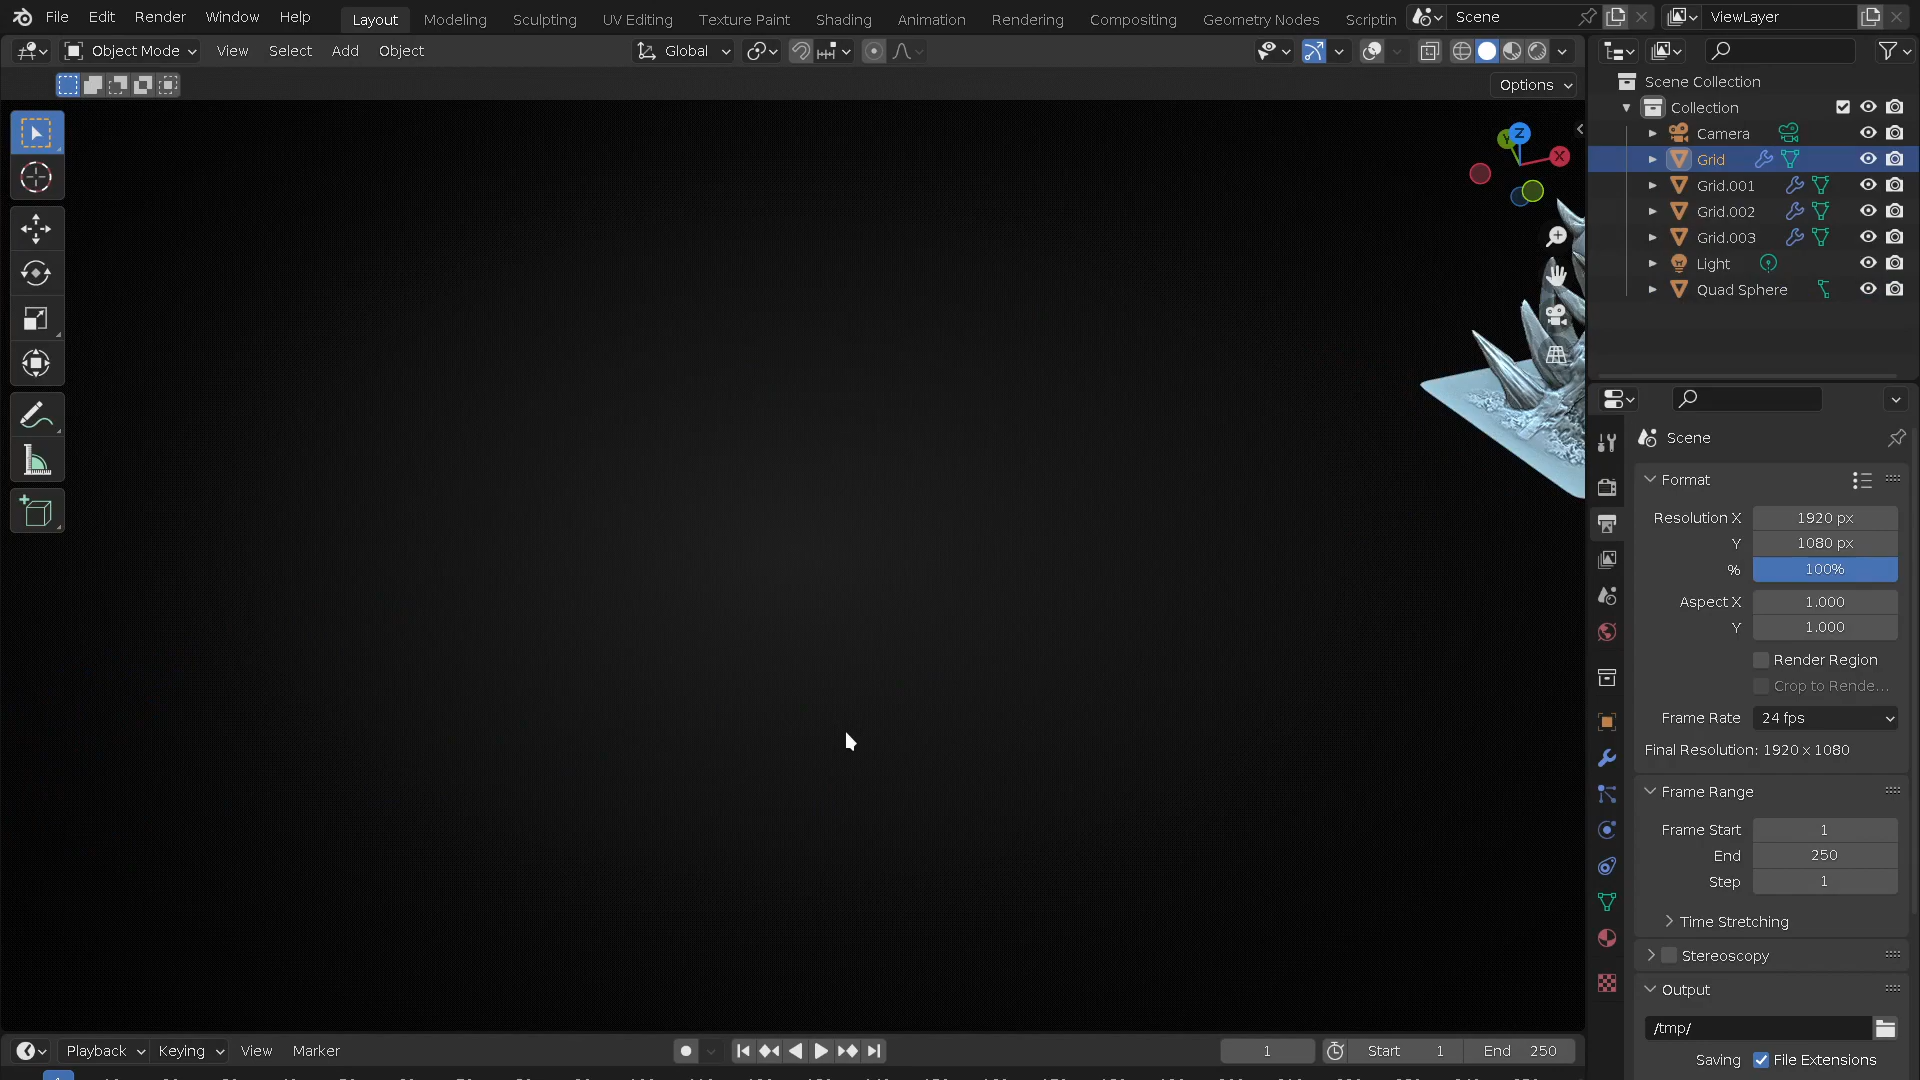 File Edit Render Window Help Layout Modeling Sculpting UV Editing Texture Paint Shading Animation Rendering Compositing Geometry Nodes Scriptin Scene ViewLayer
Object Mode View Select Add Object Global
Options
Y Z X
Scene Collection
Collection
Camera
Grid
Grid.001
Grid.002
Grid.003
Light
Quad Sphere
Scene
Format
Resolution X 1920 px
Y 1080 px
% 100%
Aspect X 1.000
Y 1.000
Render Region
Crop to Rende...
Frame Rate 24 fps
Final Resolution: 1920 x 1080
Frame Range
Frame Start 1
End 250
Step 1
Time Stretching
Stereoscopy
Output
/tmp/
Saving File Extensions
Playback Keying View Marker 1 Start 1 End 250